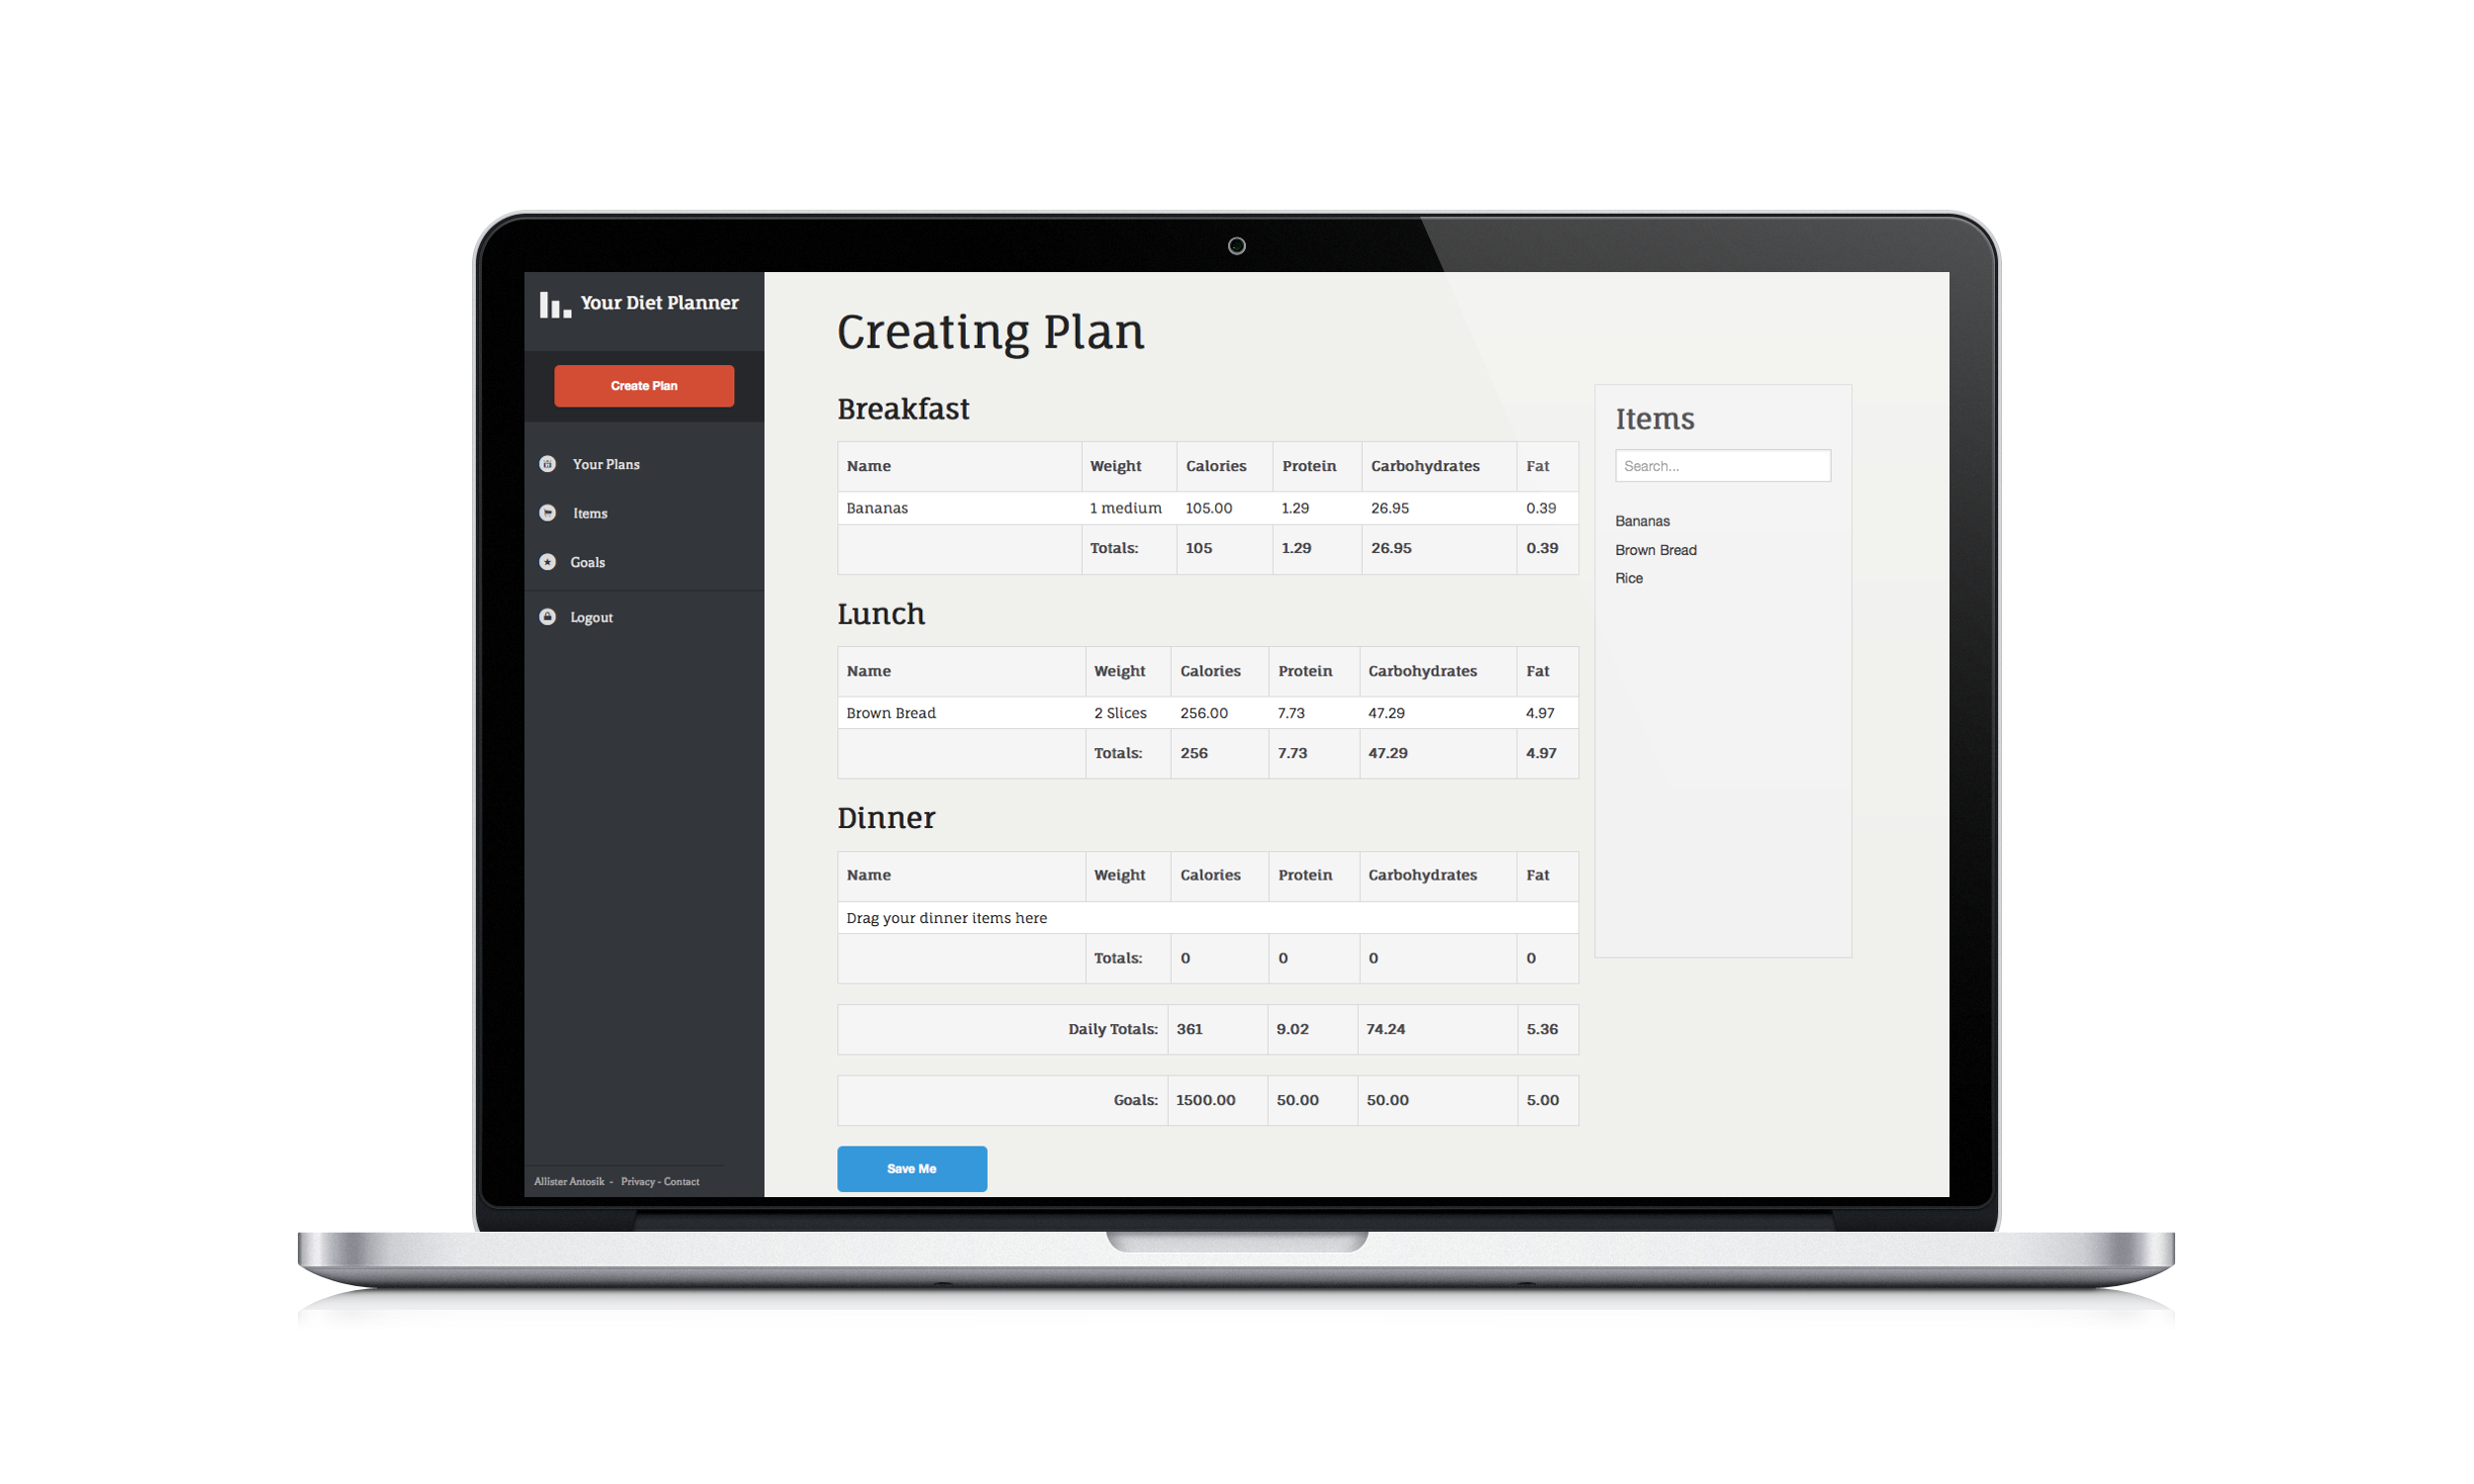 Your Diet Planner
Create Plan
Your Plans
Items
Goals
Logout
Allister Antosik - Privacy - Contact
Creating Plan
Breakfast
Name Weight Calories Protein Carbohydrates Fat
Bananas 1 medium 105.00 1.29 26.95 0.39
Totals: 105 1.29 26.95 0.39
Lunch
Name Weight Calories Protein Carbohydrates Fat
Brown Bread 2 Slices 256.00 7.73 47.29 4.97
Totals: 256 7.73 47.29 4.97
Dinner
Name Weight Calories Protein Carbohydrates Fat
Drag your dinner items here
Totals: 0 0 0 0
Daily Totals: 361 9.02 74.24 5.36
Goals: 1500.00 50.00 50.00 5.00
Save Me
Items
Search...
Bananas
Brown Bread
Rice